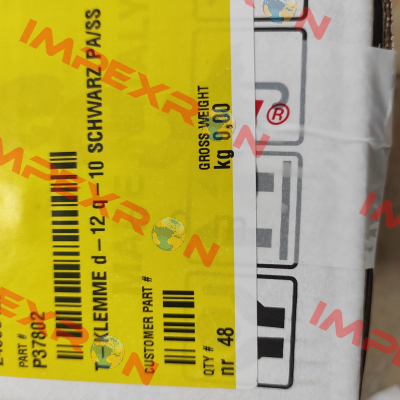 PART #
P37802
T-KLEMME d-12 q-10 SCHWARZ PA/SS
CUSTOMER PART #
GROSS WEIGHT
kg 0,00
QTY #
nr 48
®
IMPEXRON
IMPEXRON
IMPEXRON
IMPEXRON
IMPEXRON